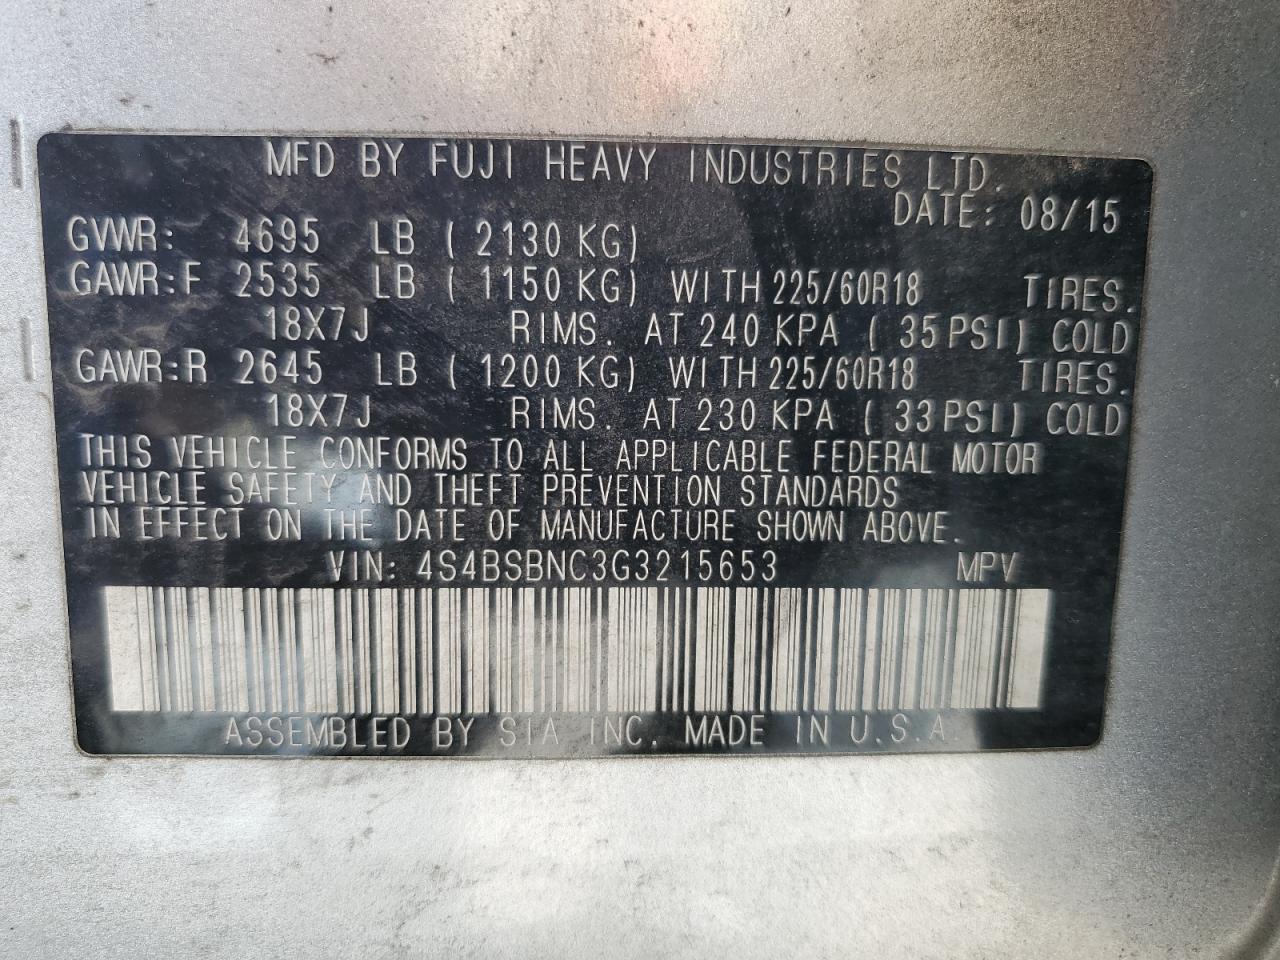 MFD BY FUJI HEAVY INDUSTRIES LTD.
DATE: 08/15
GVWR: 4695 LB ( 2130 KG)
GAWR:F 2535 LB ( 1150 KG) WITH 225/60R18 TIRES.
18X7J RIMS. AT 240 KPA ( 35 PSI) COLD
GAWR:R 2645 LB ( 1200 KG) WITH 225/60R18 TIRES.
18X7J RIMS. AT 230 KPA ( 33 PSI) COLD
THIS VEHICLE CONFORMS TO ALL APPLICABLE FEDERAL MOTOR
VEHICLE SAFETY AND THEFT PREVENTION STANDARDS
IN EFFECT ON THE DATE OF MANUFACTURE SHOWN ABOVE.
VIN: 4S4BSBNC3G3215653 MPV
ASSEMBLED BY SIA INC. MADE IN U.S.A.